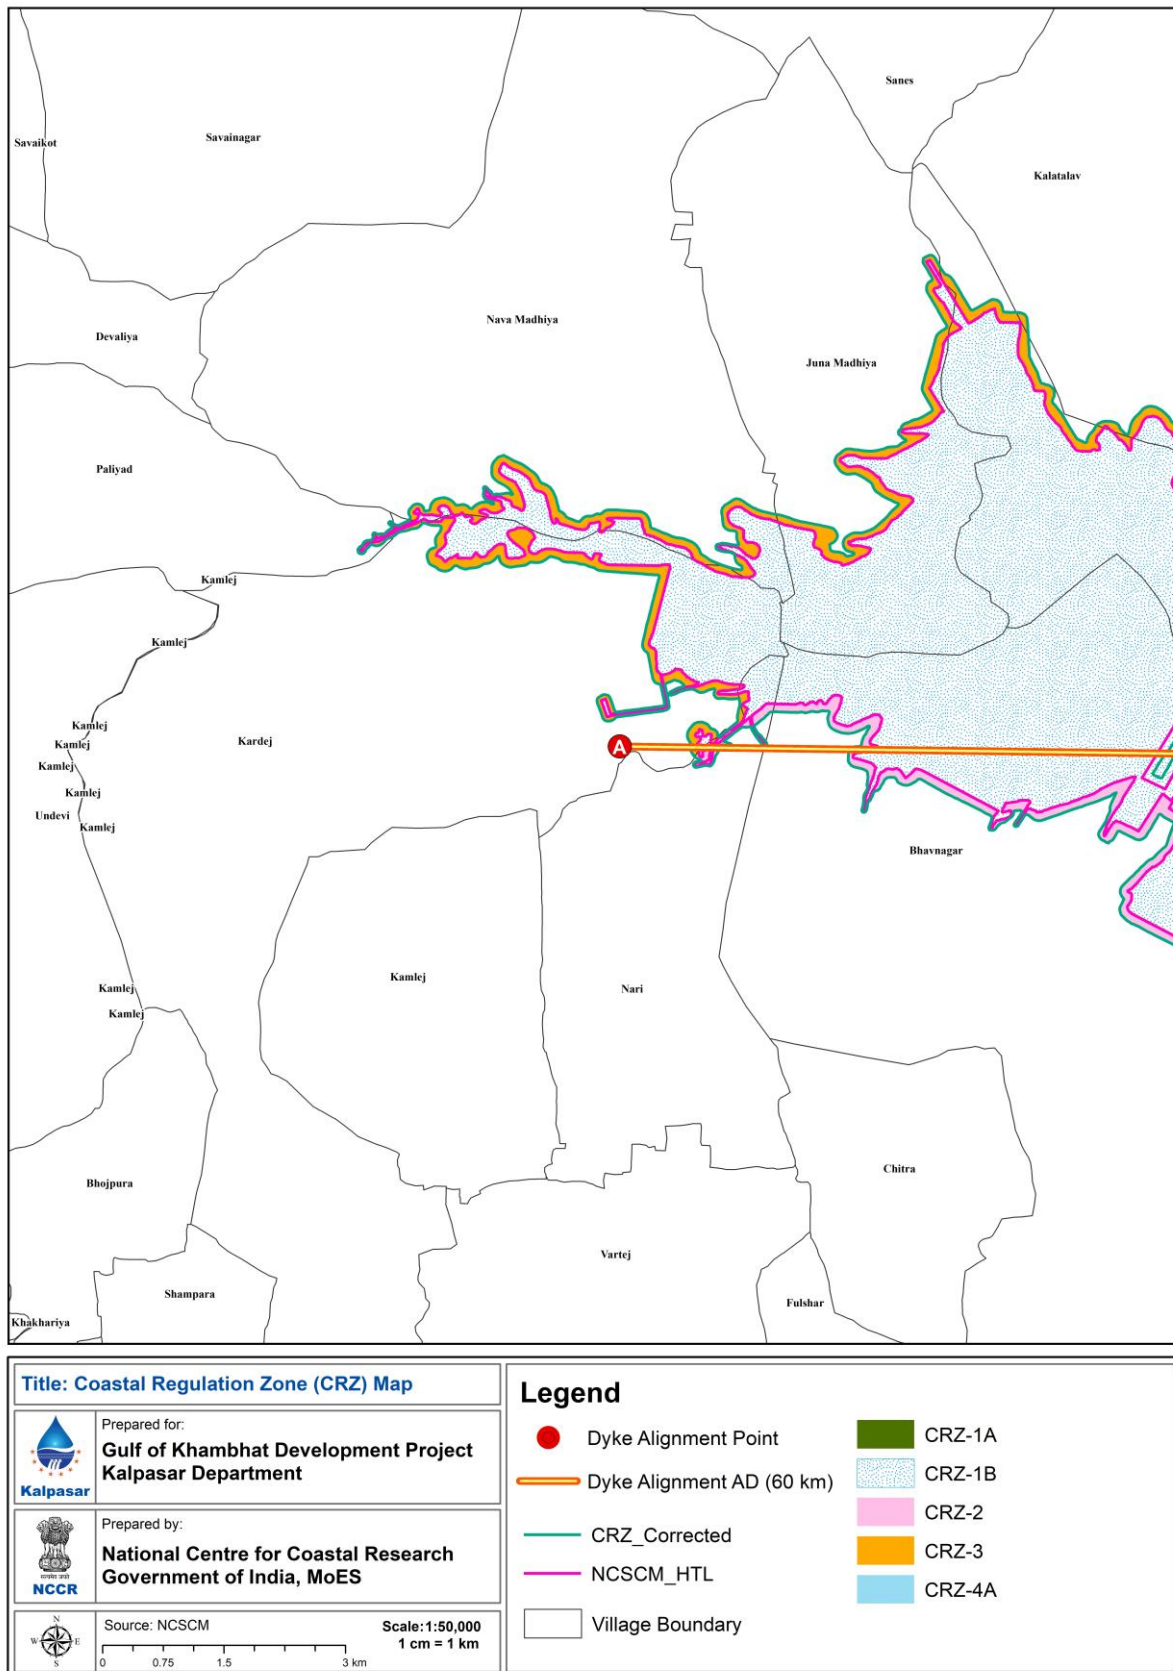 Sanes
Savaikot
Savainagar
Kalatalav
Nava Madhiya
Devaliya
Juna Madhiya
Paliyad
Kamlej
Kamlej
Kamlej
Kardej
Kamlej
A
Kamlej
Kamlej
Undevi
Kamlej
Bhavnagar
Kamlej
Kamlej
Nari
Kamlej
Chitra
Bhojpura
Vartej
Shampara
Fulshar
Khakhariya
Title: Coastal Regulation Zone (CRZ) Map
Kalpasar
Prepared for:
Gulf of Khambhat Development Project
Kalpasar Department
सत्यमेव जयते
NCCR
Prepared by:
National Centre for Coastal Research
Government of India, MoES
N
W E
S
Source: NCSCM
Scale:1:50,000
1 cm = 1 km
0 0.75 1.5 3 km
Legend
Dyke Alignment Point
Dyke Alignment AD (60 km)
CRZ_Corrected
NCSCM_HTL
Village Boundary
CRZ-1A
CRZ-1B
CRZ-2
CRZ-3
CRZ-4A